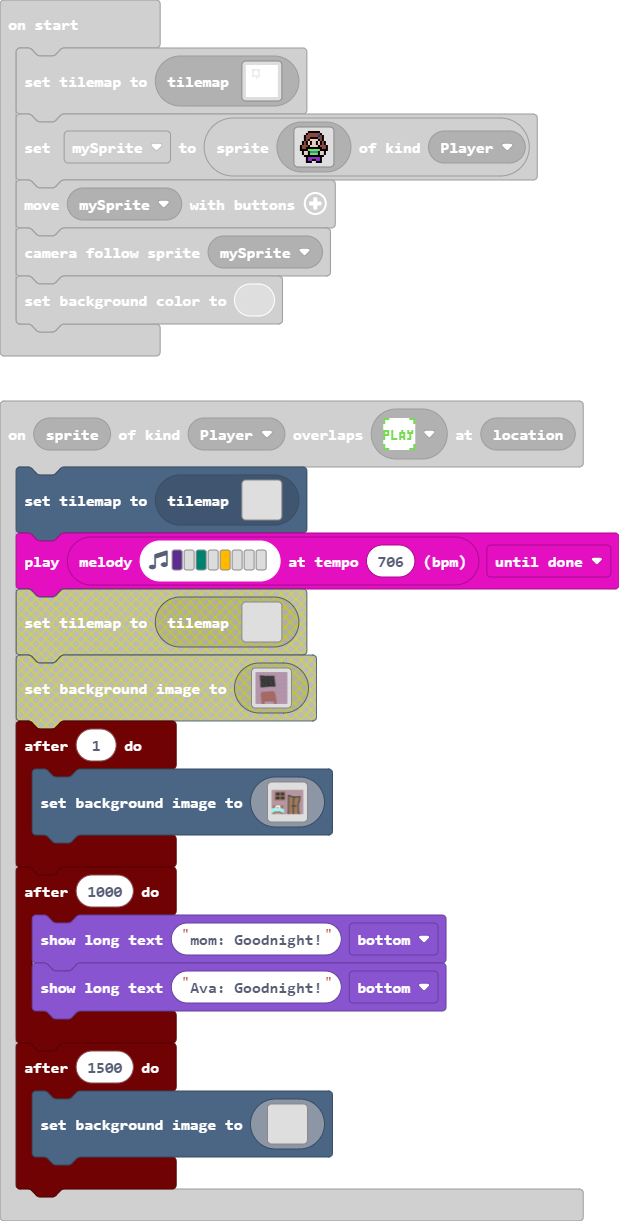 on start
set tilemap to tilemap
set mySprite to sprite of kind Player
move mySprite with buttons
camera follow sprite mySprite
set background color to
on sprite of kind Player overlaps PLAY at location
set tilemap to tilemap
play melody at tempo 706 (bpm) until done
set tilemap to tilemap
set background image to
after 1 do
set background image to
after 1000 do
show long text "mom: Goodnight!" bottom
show long text "Ava: Goodnight!" bottom
after 1500 do
set background image to